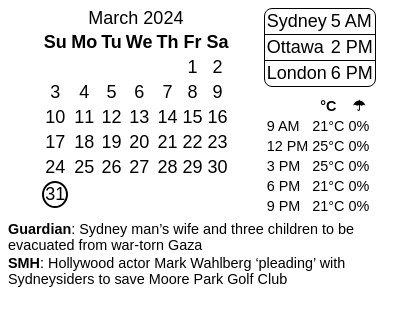 March 2024
Su Mo Tu We Th Fr Sa
1 2
3 4 5 6 7 8 9
10 11 12 13 14 15 16
17 18 19 20 21 22 23
24 25 26 27 28 29 30
31
Sydney 5 AM
Ottawa 2 PM
London 6 PM
°C ☂
9 AM 21°C 0%
12 PM 25°C 0%
3 PM 25°C 0%
6 PM 21°C 0%
9 PM 21°C 0%
Guardian: Sydney man’s wife and three children to be
evacuated from war-torn Gaza
SMH: Hollywood actor Mark Wahlberg ‘pleading’ with
Sydneysiders to save Moore Park Golf Club